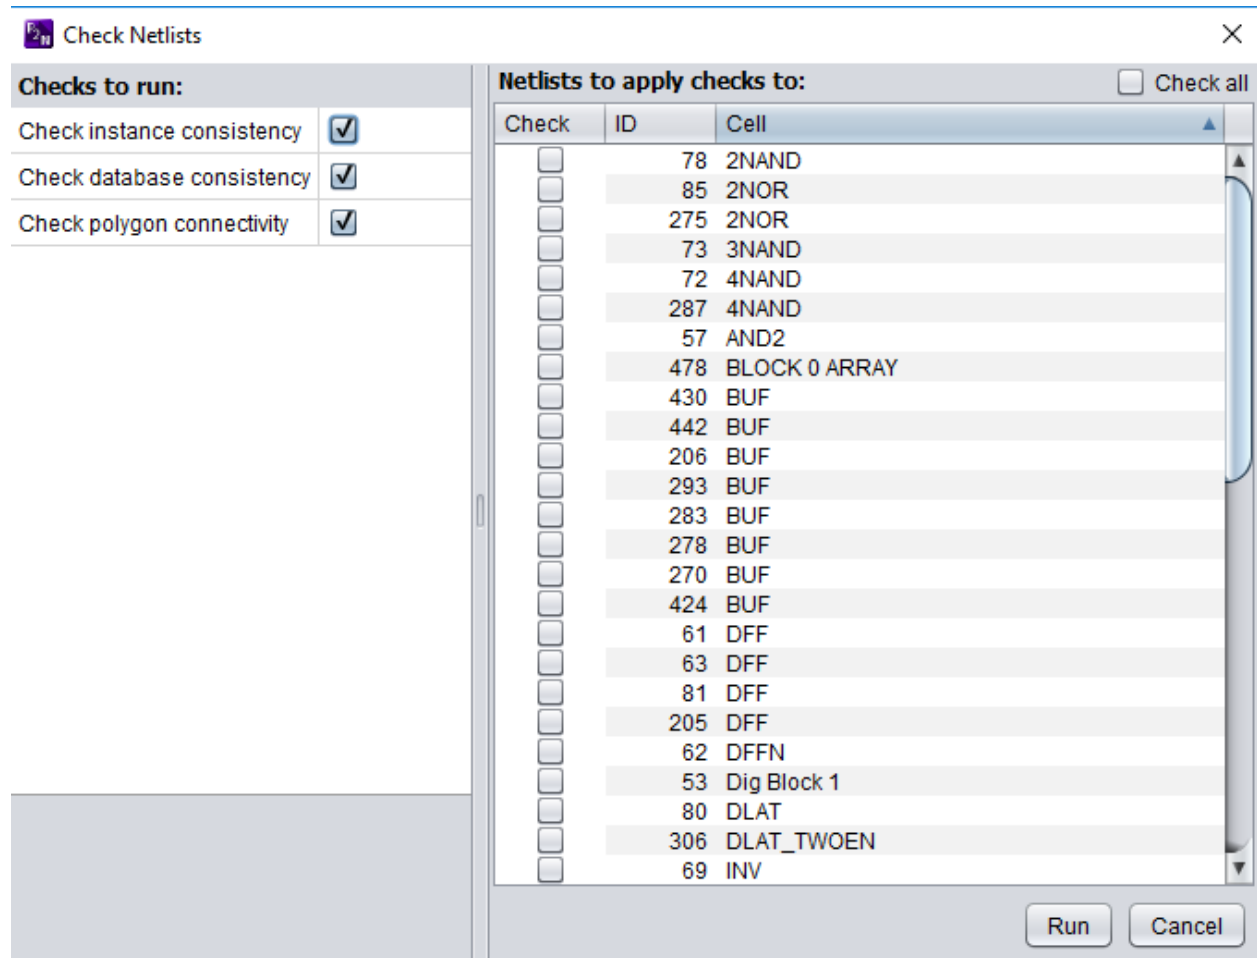 Check Netlists
Checks to run:
Check instance consistency
Check database consistency
Check polygon connectivity
Netlists to apply checks to:
Check all
Check ID Cell
78 2NAND
85 2NOR
275 2NOR
73 3NAND
72 4NAND
287 4NAND
57 AND2
478 BLOCK 0 ARRAY
430 BUF
442 BUF
206 BUF
293 BUF
283 BUF
278 BUF
270 BUF
424 BUF
61 DFF
63 DFF
81 DFF
205 DFF
62 DFFN
53 Dig Block 1
80 DLAT
306 DLAT_TWOEN
69 INV
Run Cancel